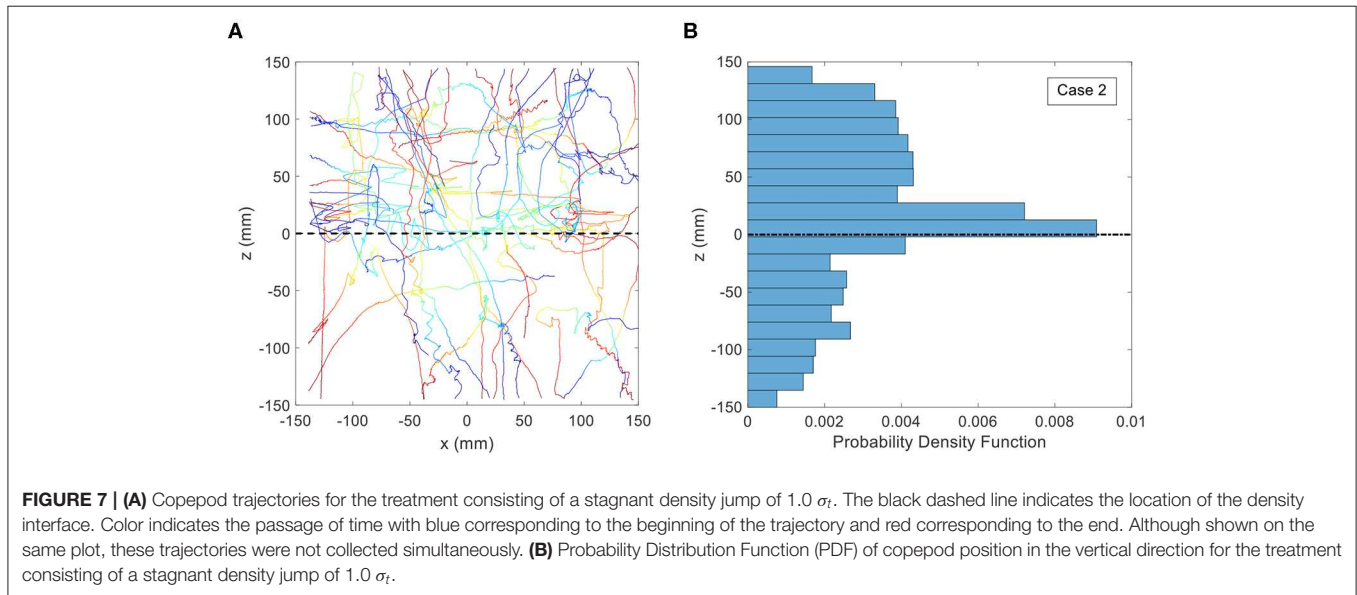 A
B
150
100
50
0
-50
-100
-150
z (mm)
-150
-100
-50
0
50
100
150
x (mm)
150
100
50
0
-50
-100
-150
z (mm)
Case 2
0
0.002
0.004
0.006
0.008
0.01
Probability Density Function
FIGURE 7 | (A) Copepod trajectories for the treatment consisting of a stagnant density jump of 1.0 σt. The black dashed line indicates the location of the density
interface. Color indicates the passage of time with blue corresponding to the beginning of the trajectory and red corresponding to the end. Although shown on the
same plot, these trajectories were not collected simultaneously. (B) Probability Distribution Function (PDF) of copepod position in the vertical direction for the treatment
consisting of a stagnant density jump of 1.0 σt.